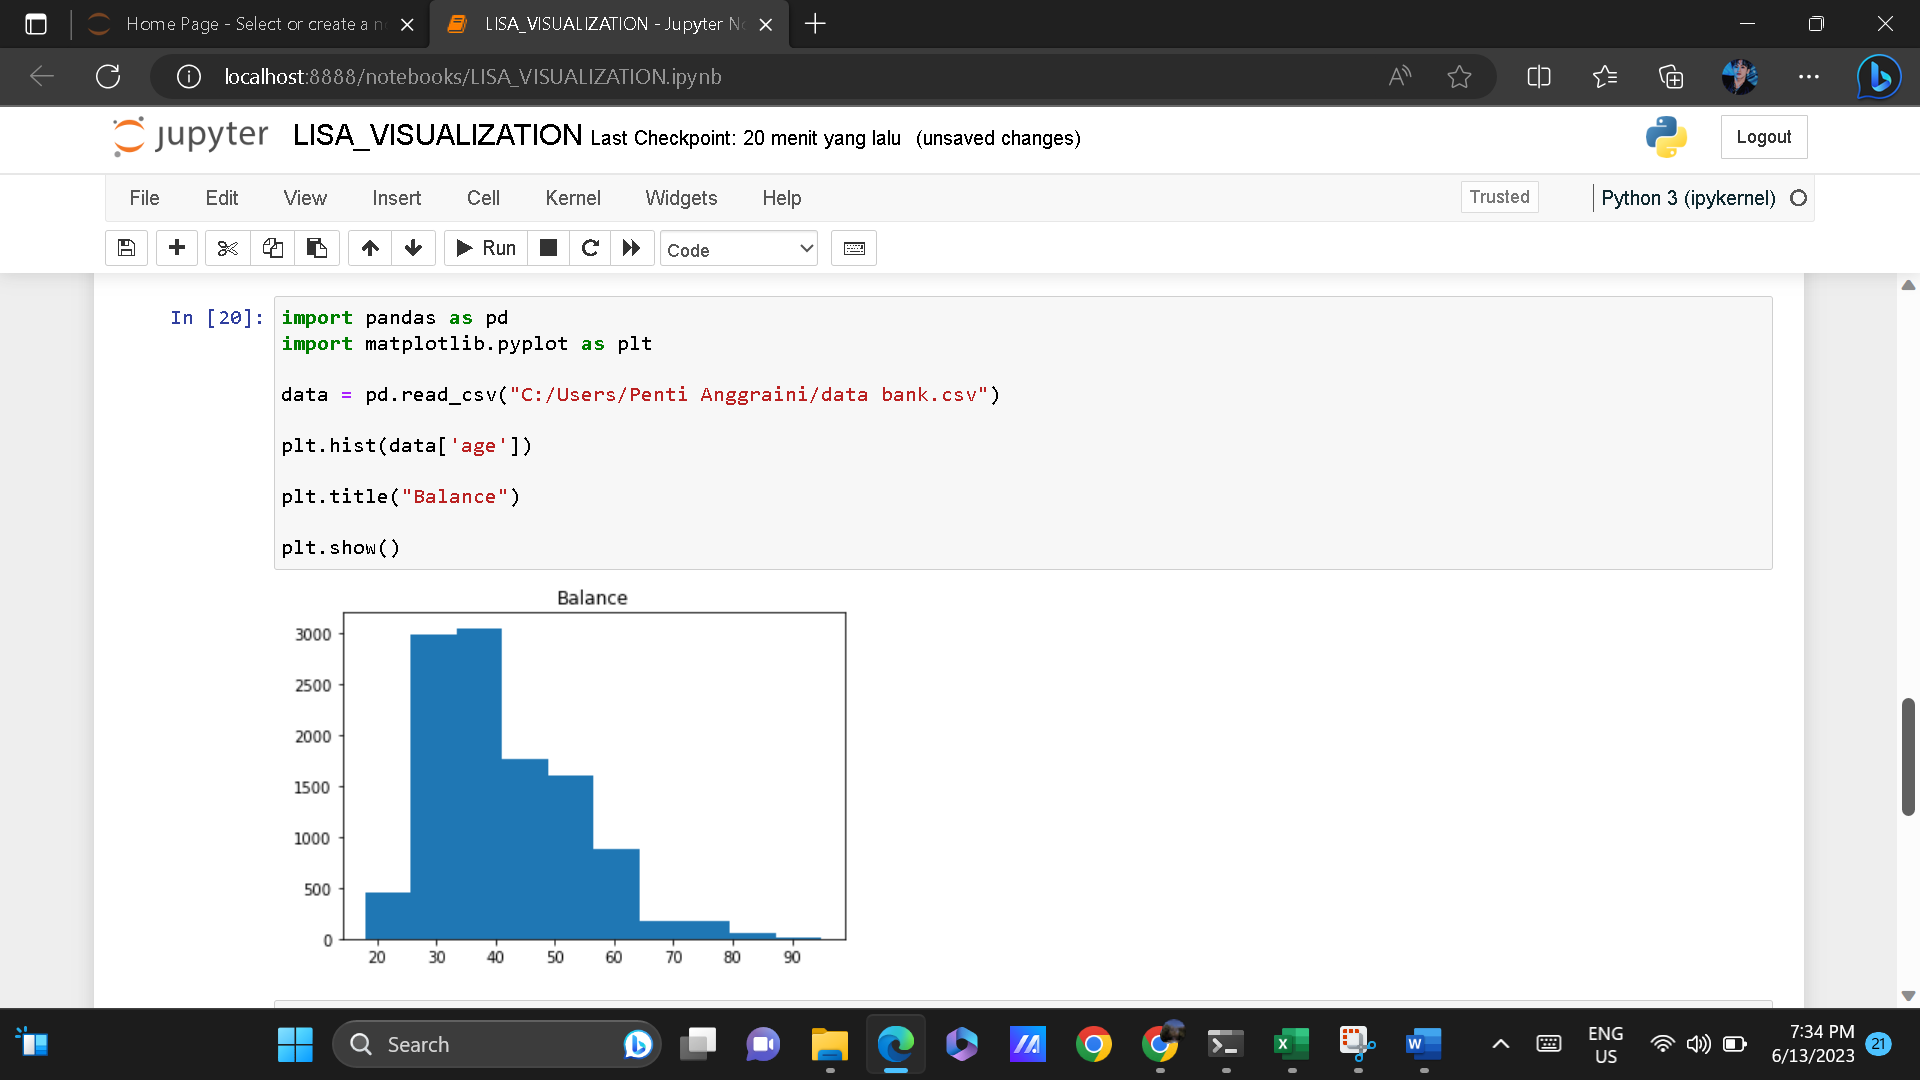 Home Page - Select or create a n
LISA_VISUALIZATION - Jupyter No
localhost:8888/notebooks/LISA_VISUALIZATION.ipynb
jupyter LISA_VISUALIZATION Last Checkpoint: 20 menit yang lalu (unsaved changes)
Logout
File Edit View Insert Cell Kernel Widgets Help
Trusted
Python 3 (ipykernel)
Run
Code
In [20]:
import pandas as pd
import matplotlib.pyplot as plt
data = pd.read_csv("C:/Users/Penti Anggraini/data bank.csv")
plt.hist(data['age'])
plt.title("Balance")
plt.show()
Balance
3000
2500
2000
1500
1000
500
0
20 30 40 50 60 70 80 90
Search
ENG
US
7:34 PM
6/13/2023
21